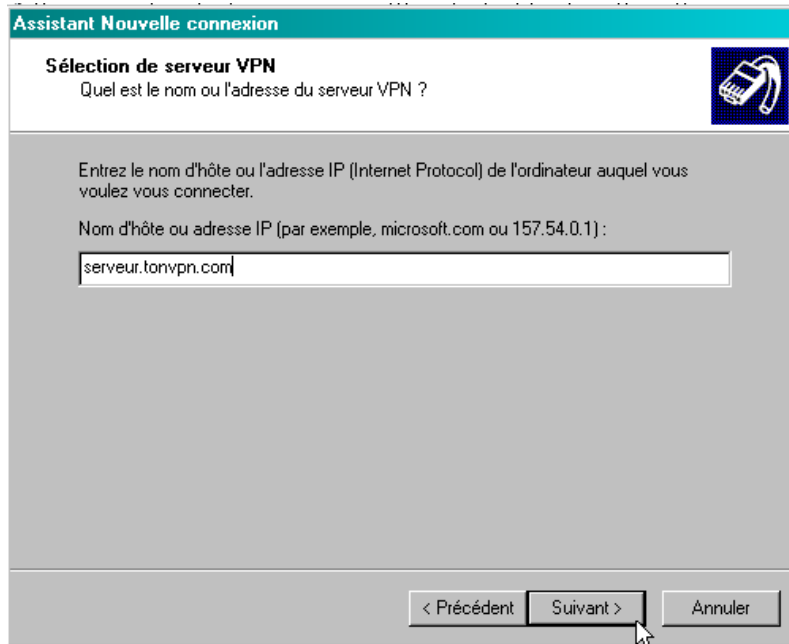 Assistant Nouvelle connexion
Sélection de serveur VPN
Quel est le nom ou l'adresse du serveur VPN ?
Entrez le nom d'hôte ou l'adresse IP (Internet Protocol) de l'ordinateur auquel vous
voulez vous connecter.
Nom d'hôte ou adresse IP (par exemple, microsoft.com ou 157.54.0.1) :
serveur.tonvpn.com
< Précédent Suivant > Annuler